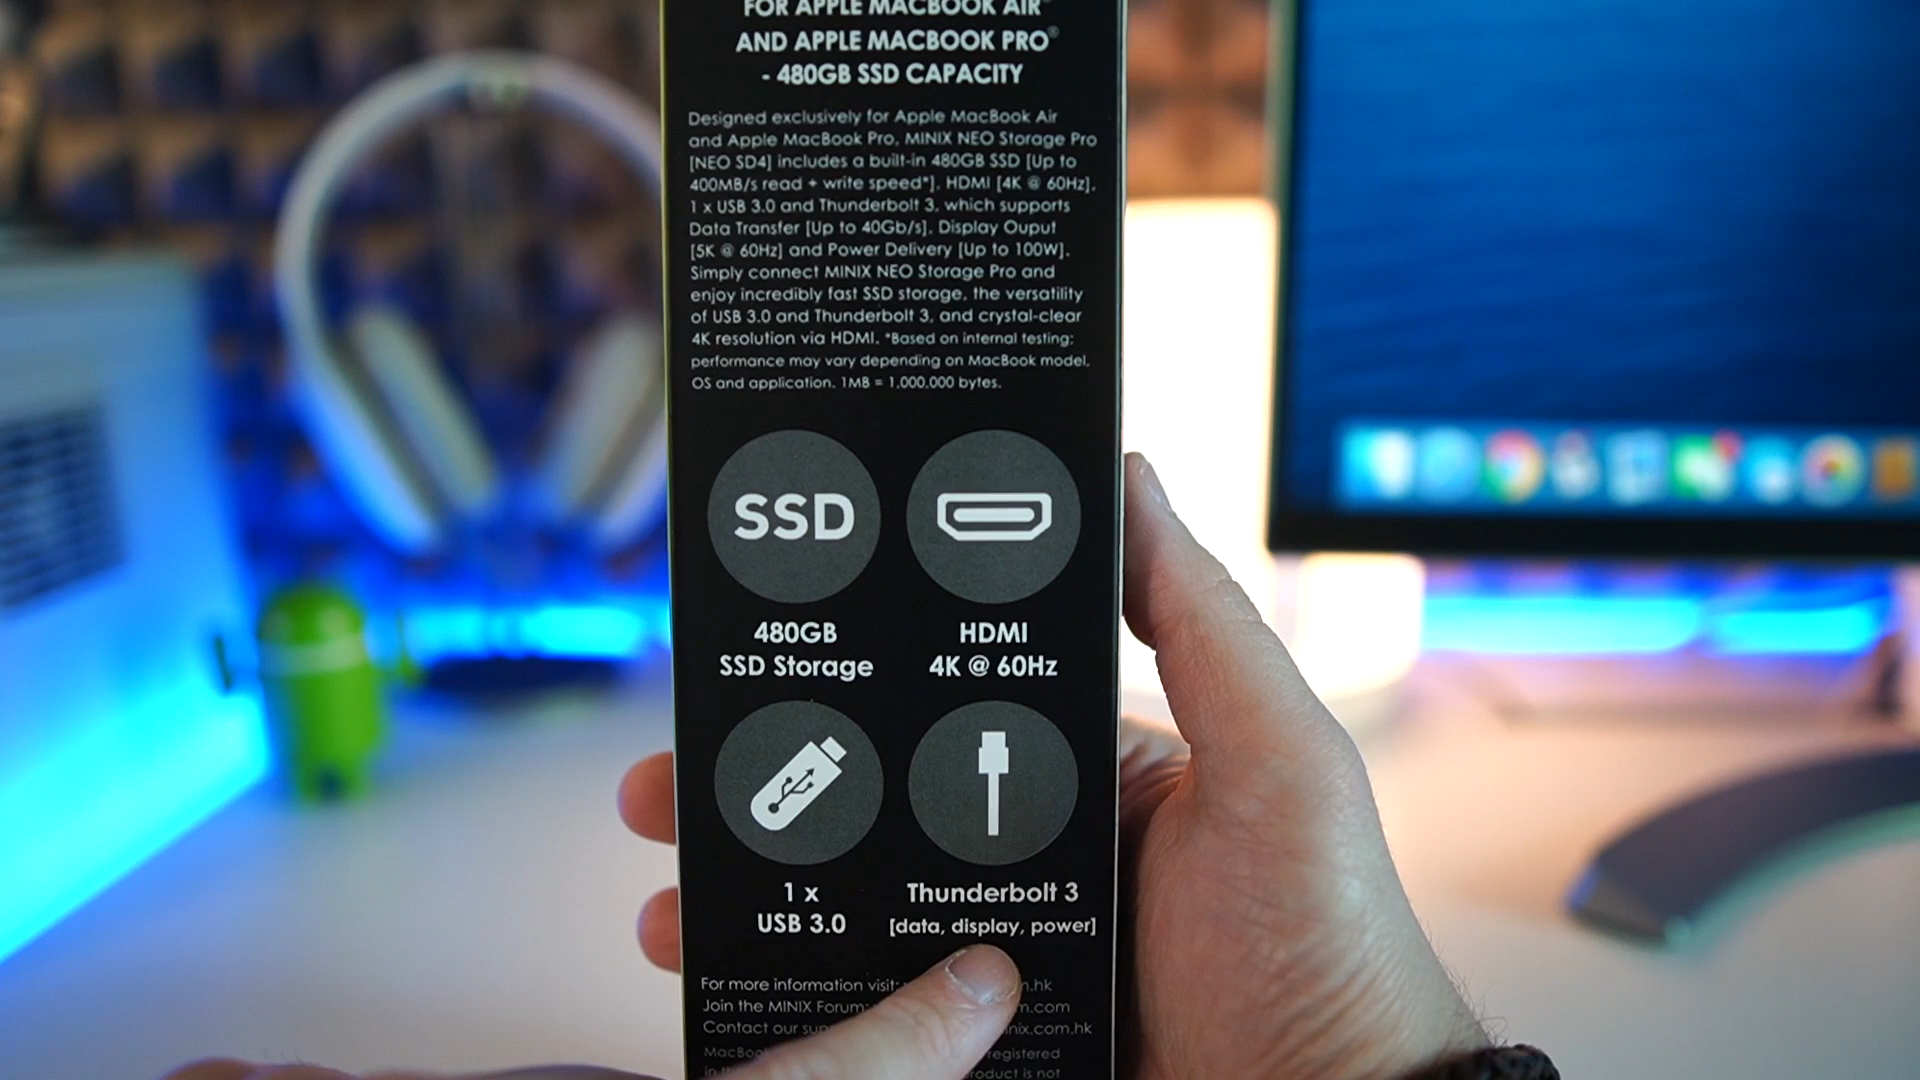 FOR APPLE MACBOOK AIR®
AND APPLE MACBOOK PRO®
- 480GB SSD CAPACITY
Designed exclusively for Apple MacBook Air
and Apple MacBook Pro, MINIX NEO Storage Pro
[NEO SD4] includes a built-in 480GB SSD [Up to
400MB/s read + write speed*], HDMI [4K @ 60Hz],
1 x USB 3.0 and Thunderbolt 3, which supports
Data Transfer [Up to 40Gb/s], Display Ouput
[5K @ 60Hz] and Power Delivery [Up to 100W].
Simply connect MINIX NEO Storage Pro and
enjoy incredibly fast SSD storage, the versatility
of USB 3.0 and Thunderbolt 3, and crystal-clear
4K resolution via HDMI. *Based on internal testing;
performance may vary depending on MacBook model,
OS and application. 1MB = 1,000,000 bytes.
SSD
480GB
SSD Storage
HDMI
4K @ 60Hz
1 x
USB 3.0
Thunderbolt 3
[data, display, power]
For more information visit:
Join the MINIX Forum:
Contact our
registered
in
product is not